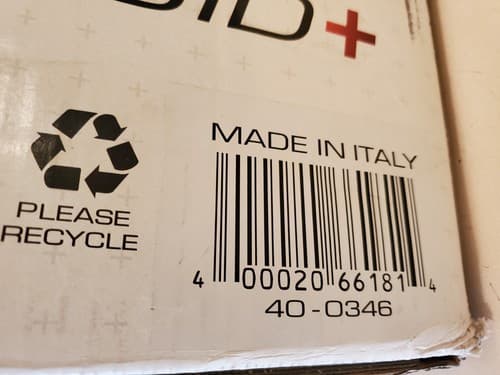 MADE IN ITALY
PLEASE
RECYCLE
4 00020 66181 4
40-0346